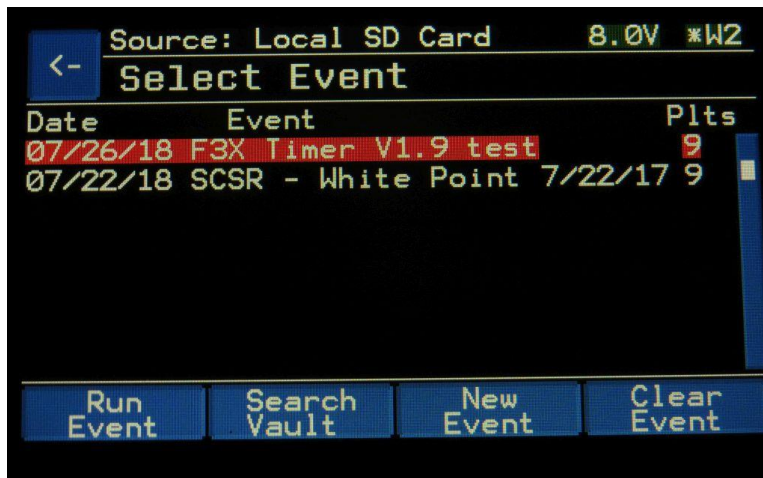 <- Source: Local SD Card 8.0V *W2
Select Event
Date Event Plts
07/26/18 F3X Timer V1.9 test 9
07/22/18 SCSR - White Point 7/22/17 9
Run Event
Search Vault
New Event
Clear Event